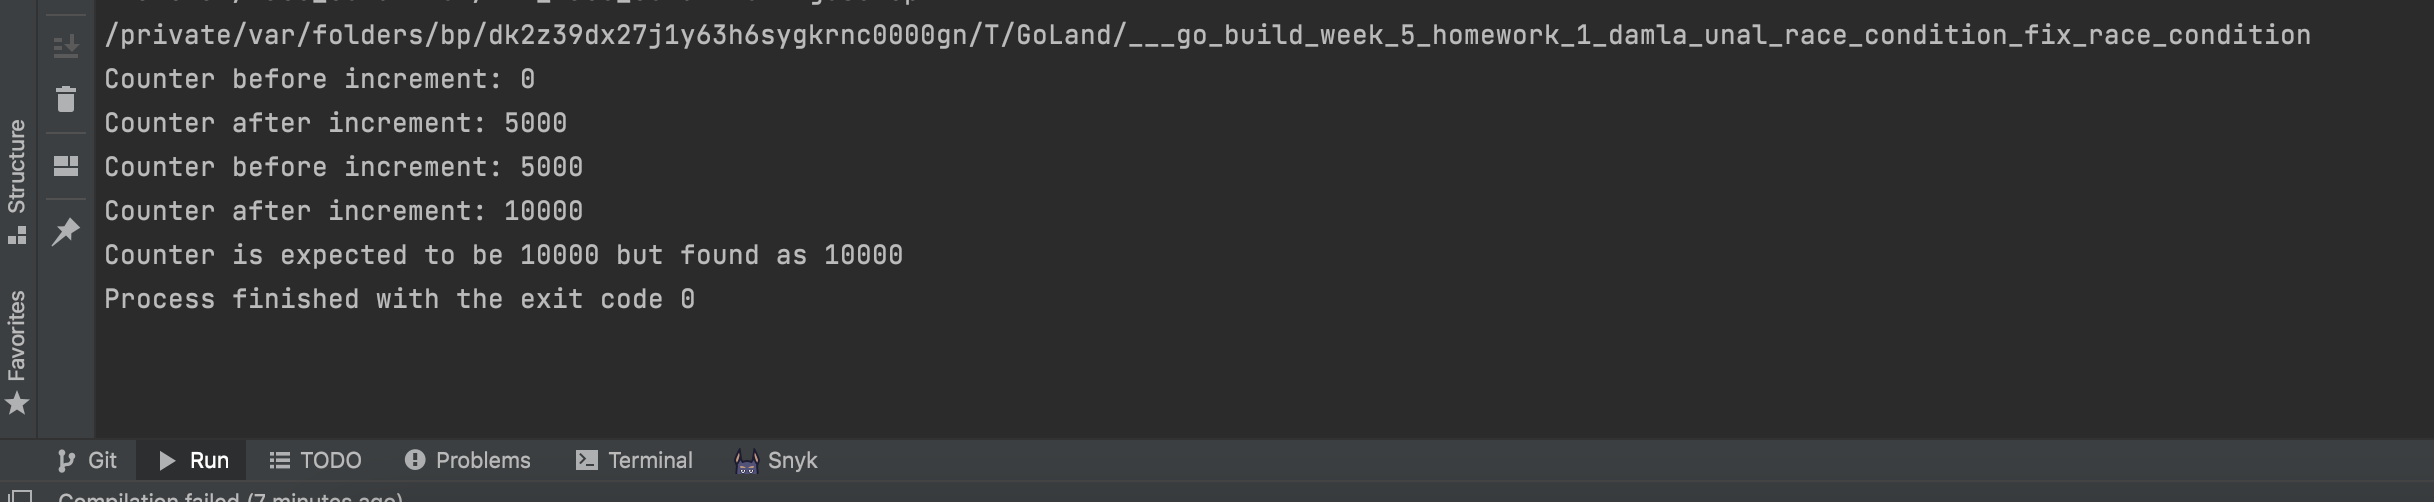 /private/var/folders/bp/dk2z39dx27j1y63h6sygkrnc0000gn/T/GoLand/___go_build_week_5_homework_1_damla_unal_race_condition_fix_race_condition
Counter before increment: 0
Counter after increment: 5000
Counter before increment: 5000
Counter after increment: 10000
Counter is expected to be 10000 but found as 10000
Process finished with the exit code 0
Structure
Favorites
Git Run TODO Problems Terminal Snyk
Compilation failed (7 minutes ago)